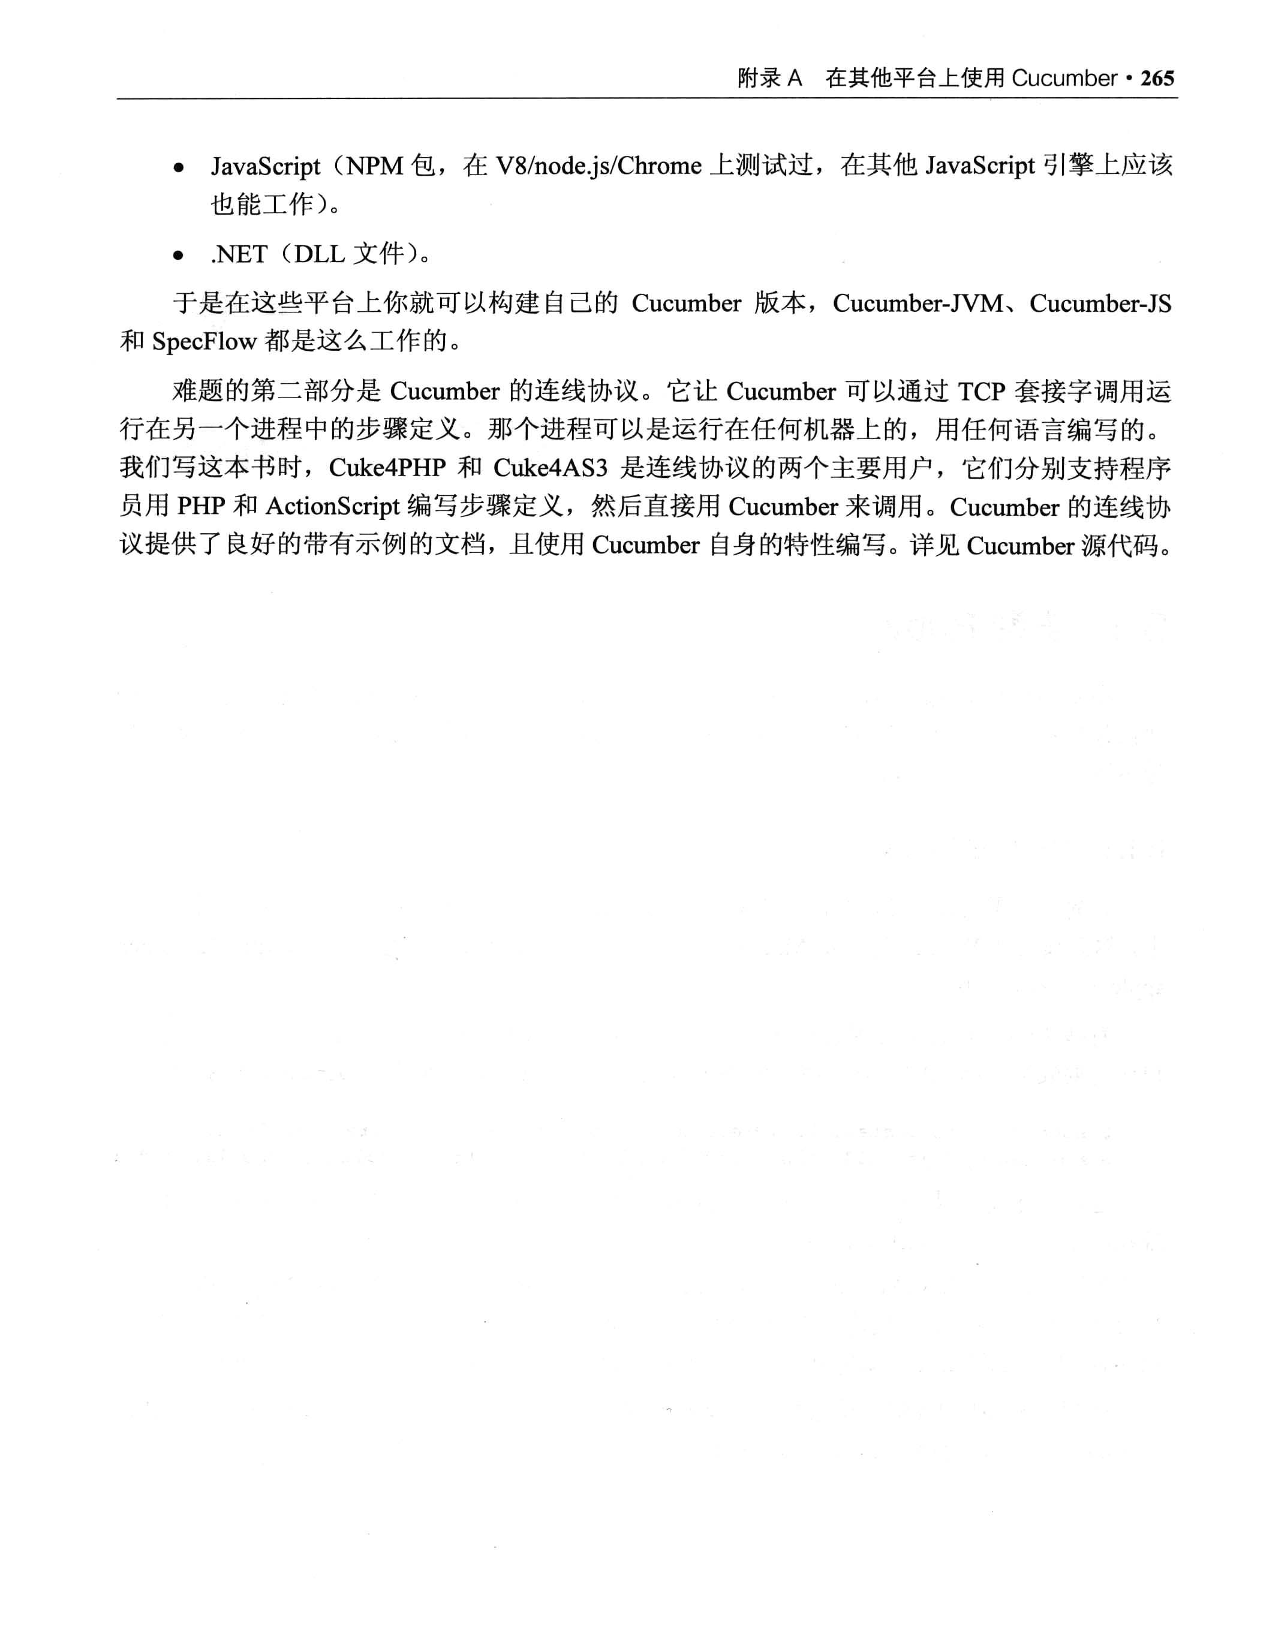 附录 A 在其他平台上使用 Cucumber • 265
• JavaScript（NPM 包，在 V8/node.js/Chrome 上测试过，在其他 JavaScript 引擎上应该
也能工作）。
• .NET（DLL 文件）。
于是在这些平台上你就可以构建自己的 Cucumber 版本，Cucumber-JVM、Cucumber-JS
和 SpecFlow 都是这么工作的。
难题的第二部分是 Cucumber 的连线协议。它让 Cucumber 可以通过 TCP 套接字调用运
行在另一个进程中的步骤定义。那个进程可以是运行在任何机器上的，用任何语言编写的。
我们写这本书时，Cuke4PHP 和 Cuke4AS3 是连线协议的两个主要用户，它们分别支持程序
员用 PHP 和 ActionScript 编写步骤定义，然后直接用 Cucumber 来调用。Cucumber 的连线协
议提供了良好的带有示例的文档，且使用 Cucumber 自身的特性编写。详见 Cucumber 源代码。